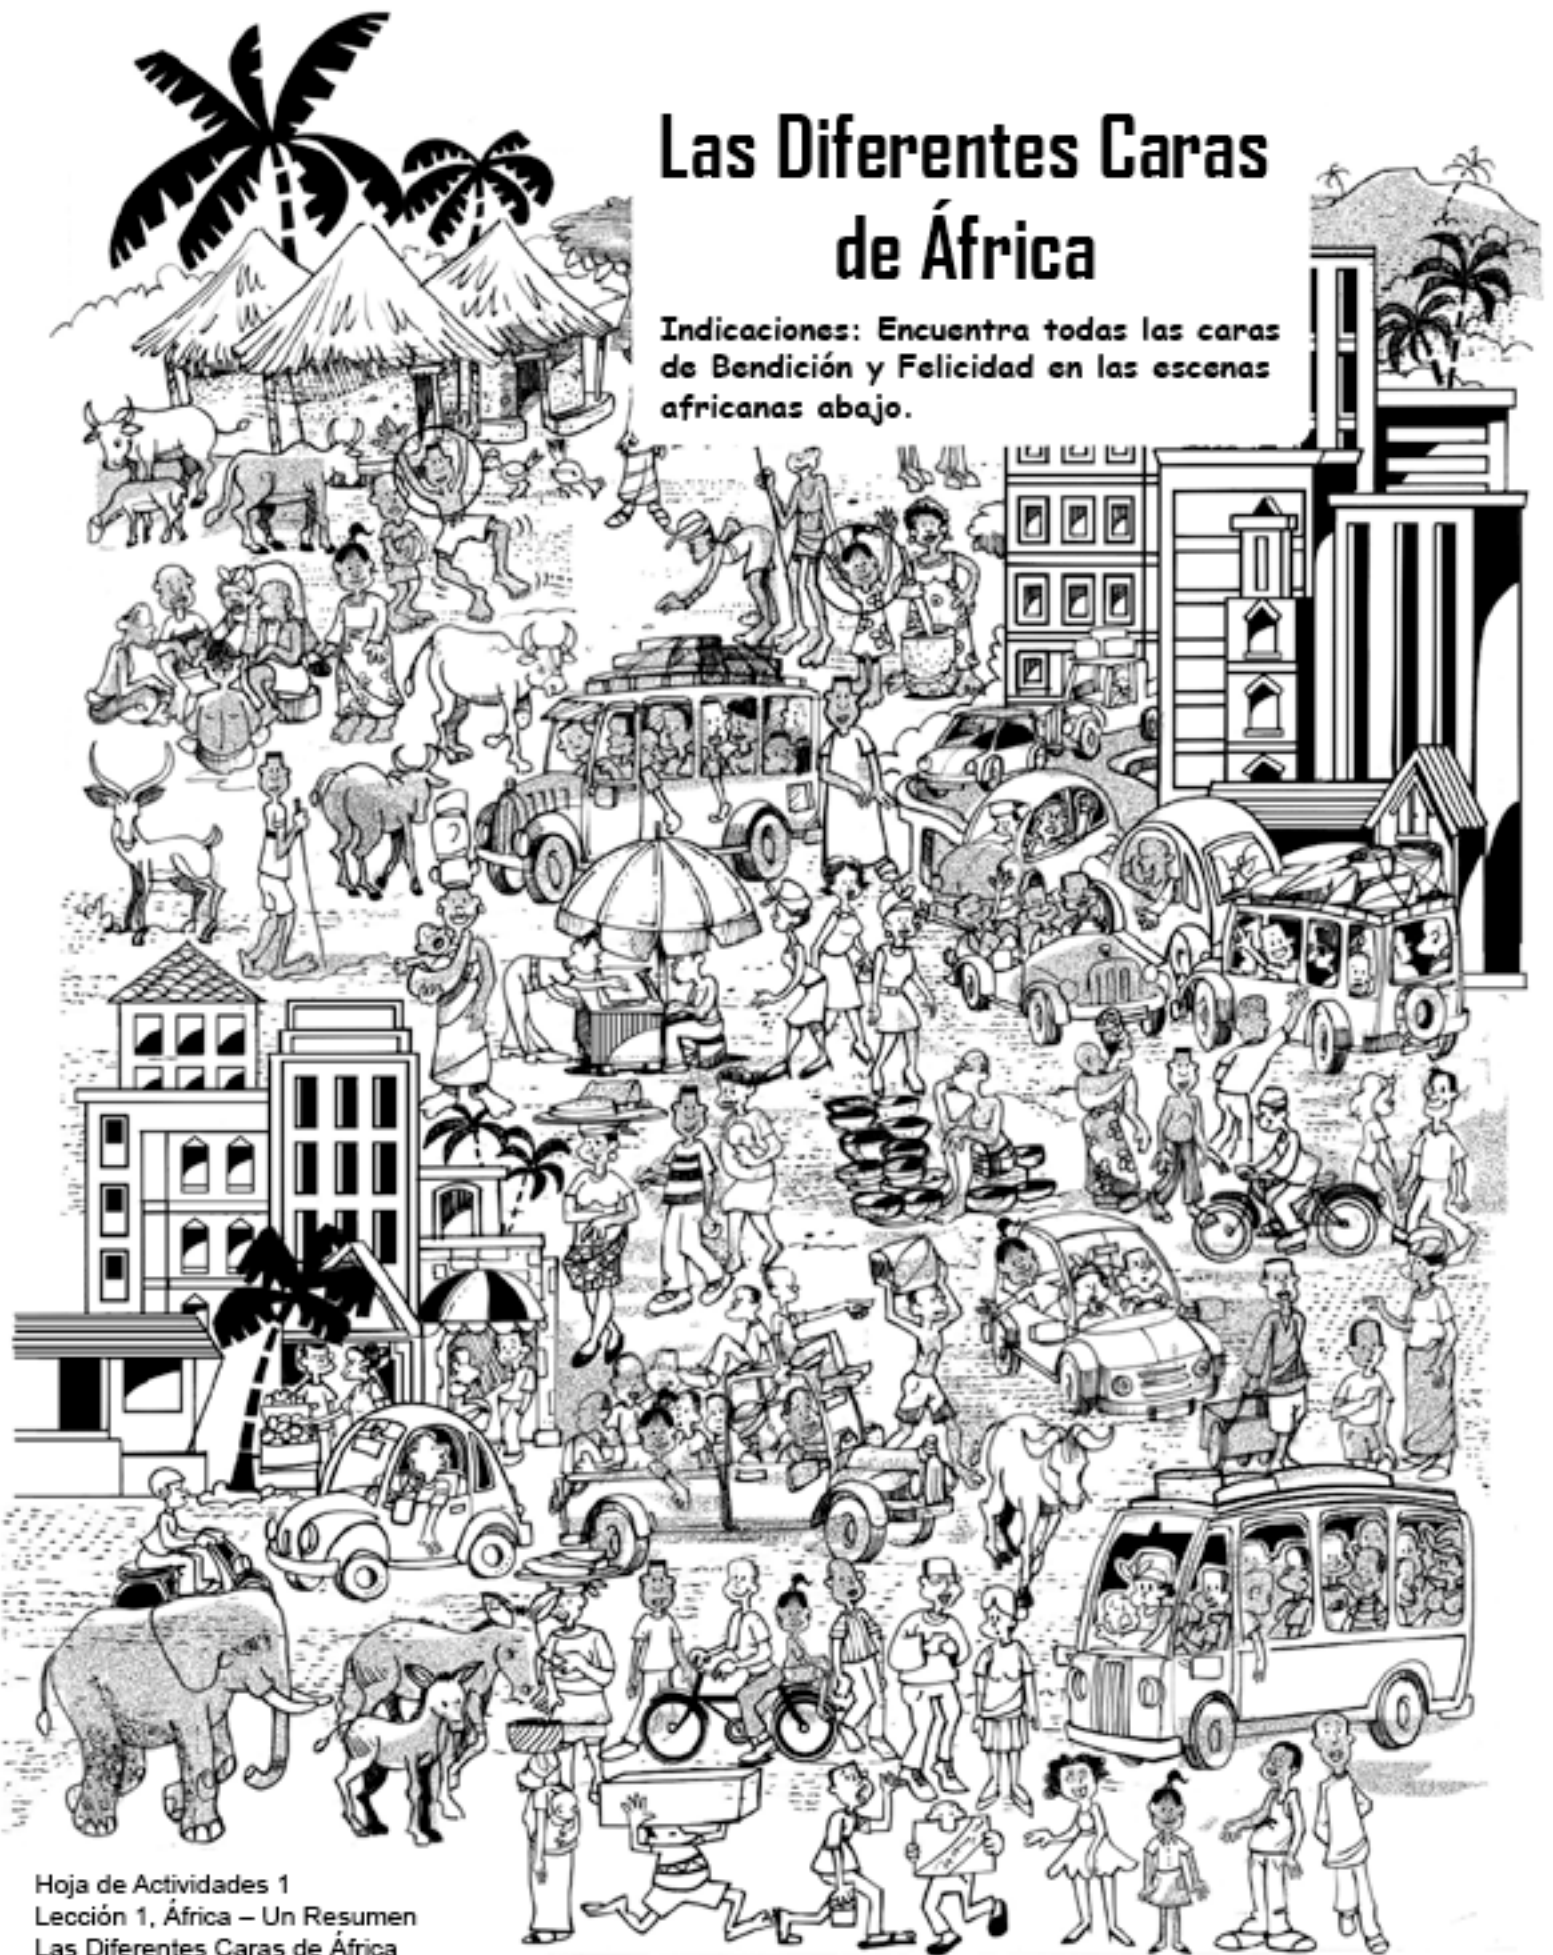 Las Diferentes Caras
de África
Indicaciones: Encuentra todas las caras
de Bendición y Felicidad en las escenas
africanas abajo.
Hoja de Actividades 1
Lección 1, África – Un Resumen
Las Diferentes Caras de África